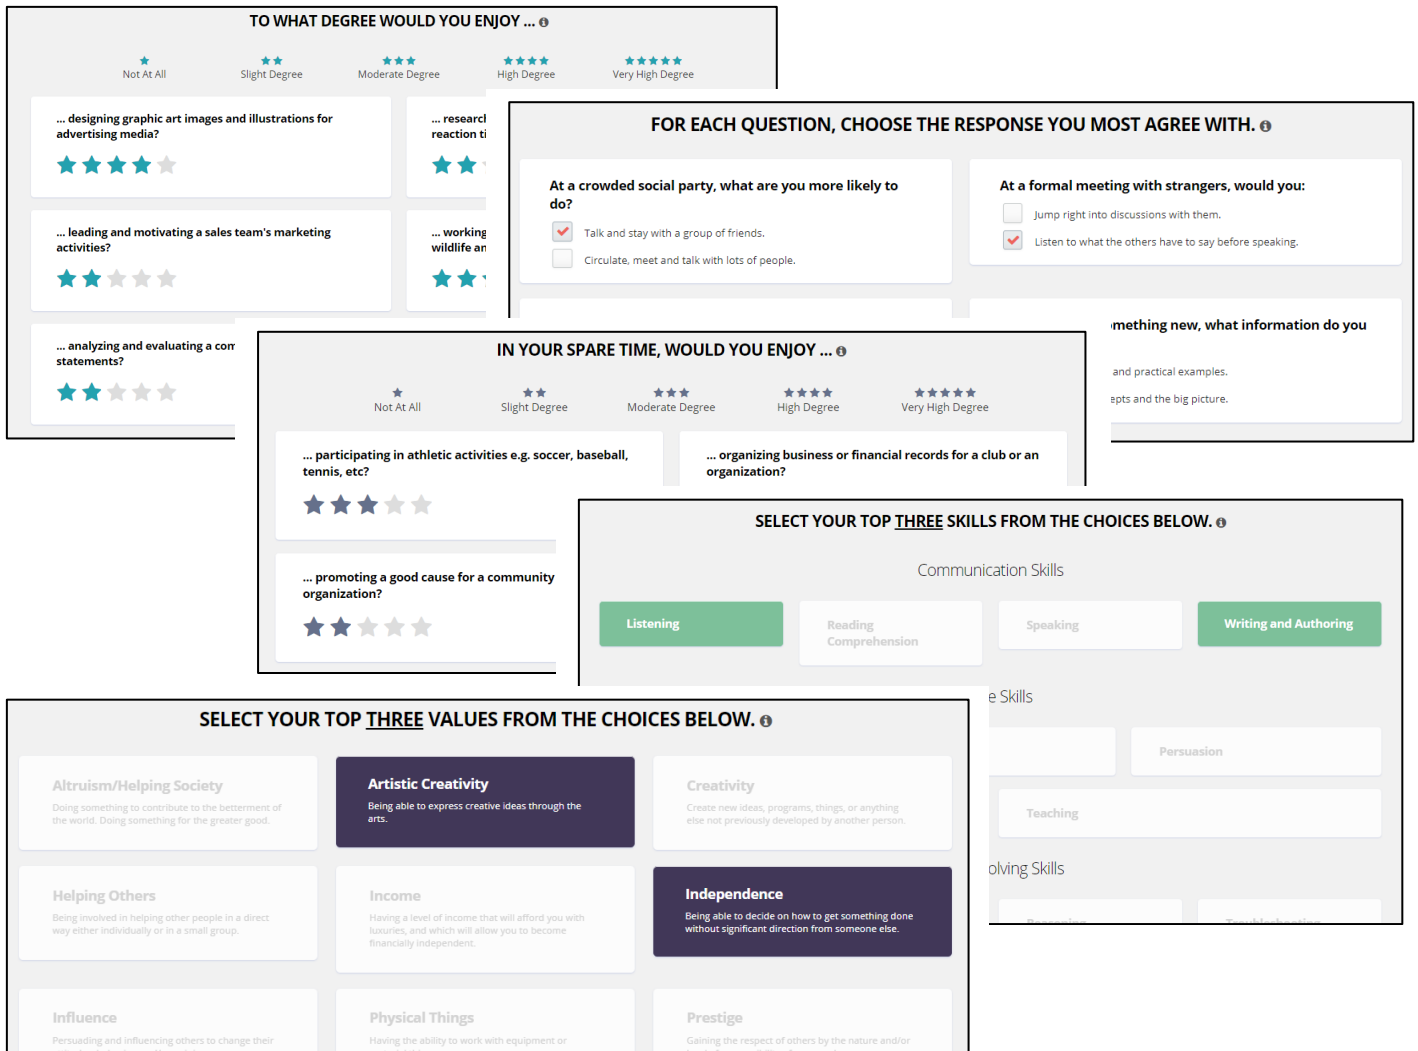 TO WHAT DEGREE WOULD YOU ENJOY ...
Not At All
Slight Degree
Moderate Degree
High Degree
Very High Degree
... designing graphic art images and illustrations for
advertising media?
... research
reaction ti
... leading and motivating a sales team's marketing
activities?
... working
wildlife an
... analyzing and evaluating a com
statements?
FOR EACH QUESTION, CHOOSE THE RESPONSE YOU MOST AGREE WITH.
At a crowded social party, what are you more likely to
do?
Talk and stay with a group of friends.
Circulate, meet and talk with lots of people.
At a formal meeting with strangers, would you:
Jump right into discussions with them.
Listen to what the others have to say before speaking.
mething new, what information do you
and practical examples.
epts and the big picture.
IN YOUR SPARE TIME, WOULD YOU ENJOY ...
Not At All
Slight Degree
Moderate Degree
High Degree
Very High Degree
... participating in athletic activities e.g. soccer, baseball,
tennis, etc?
... organizing business or financial records for a club or an
organization?
... promoting a good cause for a community
organization?
SELECT YOUR TOP THREE SKILLS FROM THE CHOICES BELOW.
Communication Skills
Listening
Reading
Comprehension
Speaking
Writing and Authoring
e Skills
Persuasion
Teaching
olving Skills
Reasoning
Troubleshooting
SELECT YOUR TOP THREE VALUES FROM THE CHOICES BELOW.
Altruism/Helping Society
Doing something to contribute to the betterment of
the world. Doing something for the greater good.
Artistic Creativity
Being able to express creative ideas through the
arts.
Creativity
Create new ideas, programs, things, or anything
else not previously developed by another person.
Helping Others
Being involved in helping other people in a direct
way either individually or in a small group.
Income
Having a level of income that will afford you with
luxuries, and which will allow you to become
financially independent.
Independence
Being able to decide on how to get something done
without significant direction from someone else.
Influence
Persuading and influencing others to change their
Physical Things
Having the ability to work with equipment or
Prestige
Gaining the respect of others by the nature and/or